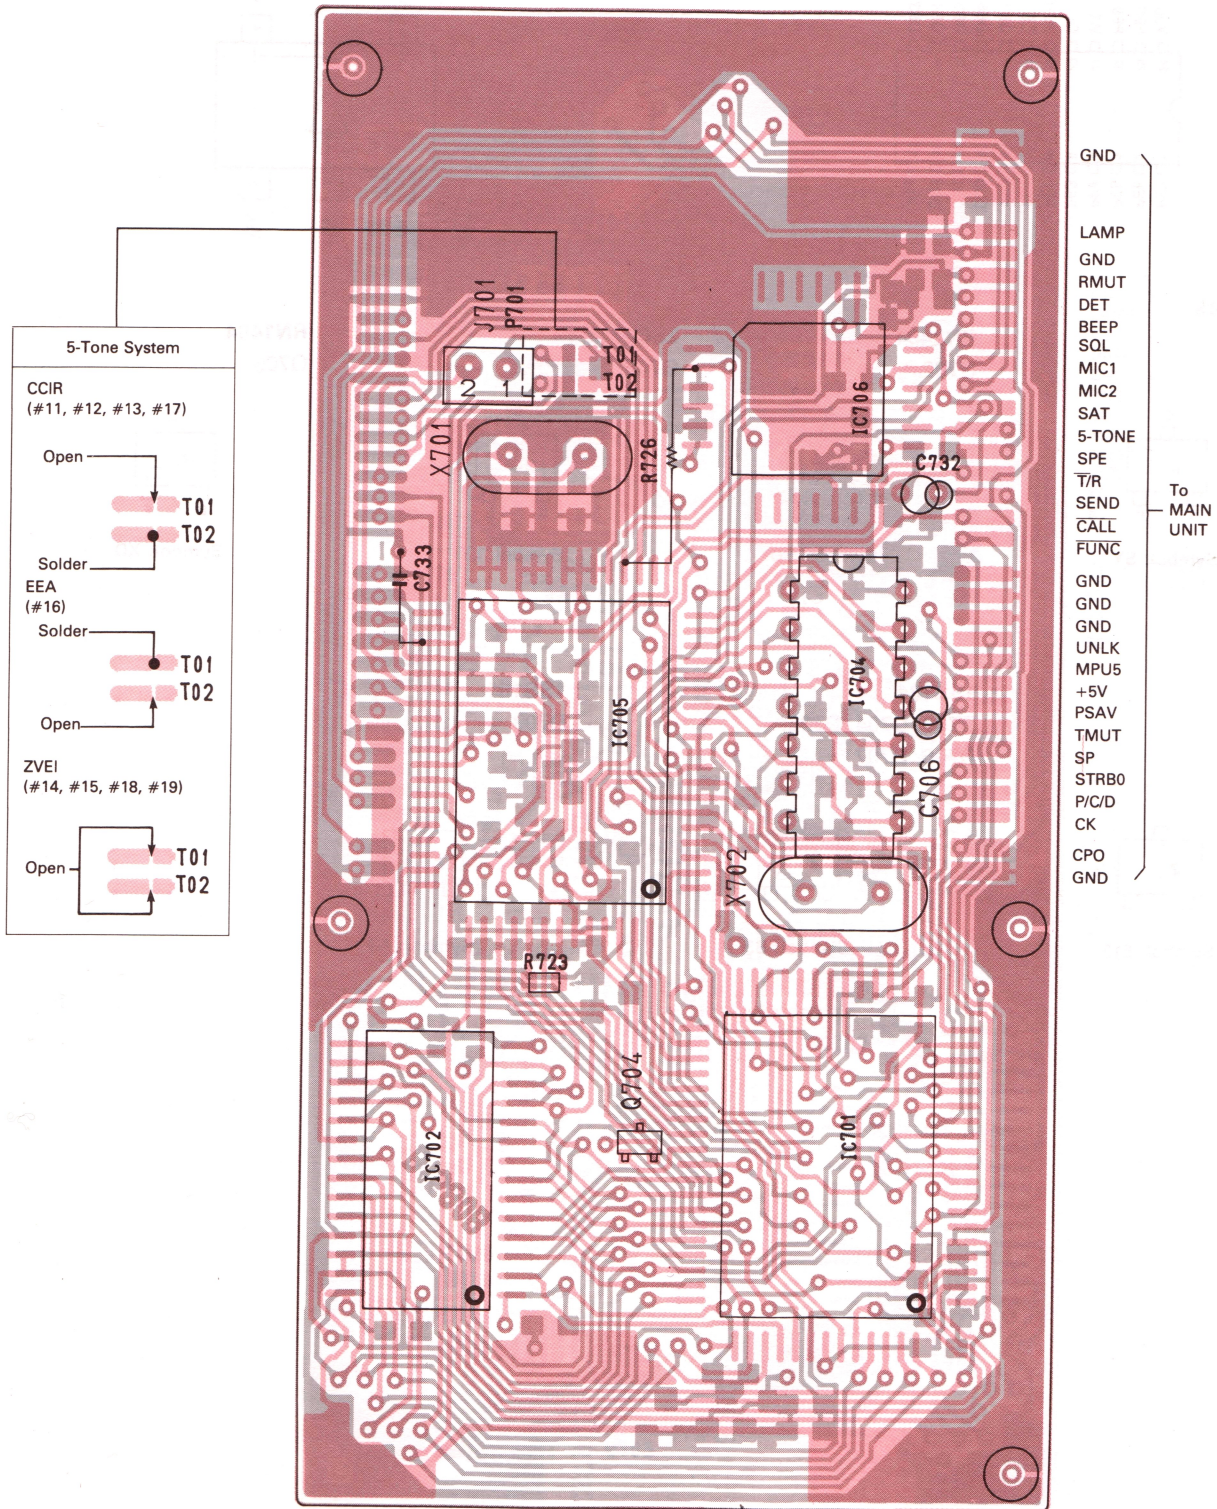 5-Tone System
CCIR
(#11, #12, #13, #17)
Open
T01
T02
Solder
EEA
(#16)
Solder
T01
T02
Open
ZVEI
(#14, #15, #18, #19)
T01
Open
T02
J701
P701
T01
T02
2 1
X701
R726
IC706
C732
C733
IC705
IC704
C706
X702
R723
Q704
IC702
IC701
GND
LAMP
GND
RMUT
DET
BEEP
SQL
MIC1
MIC2
SAT
5-TONE
SPE
T̅/R
SEND
C̅A̅L̅L̅
F̅U̅N̅C̅
GND
GND
GND
UNLK
MPU5
+5V
PSAV
TMUT
SP
STRB0
P/C/D
CK
CPO
GND
To
MAIN
UNIT